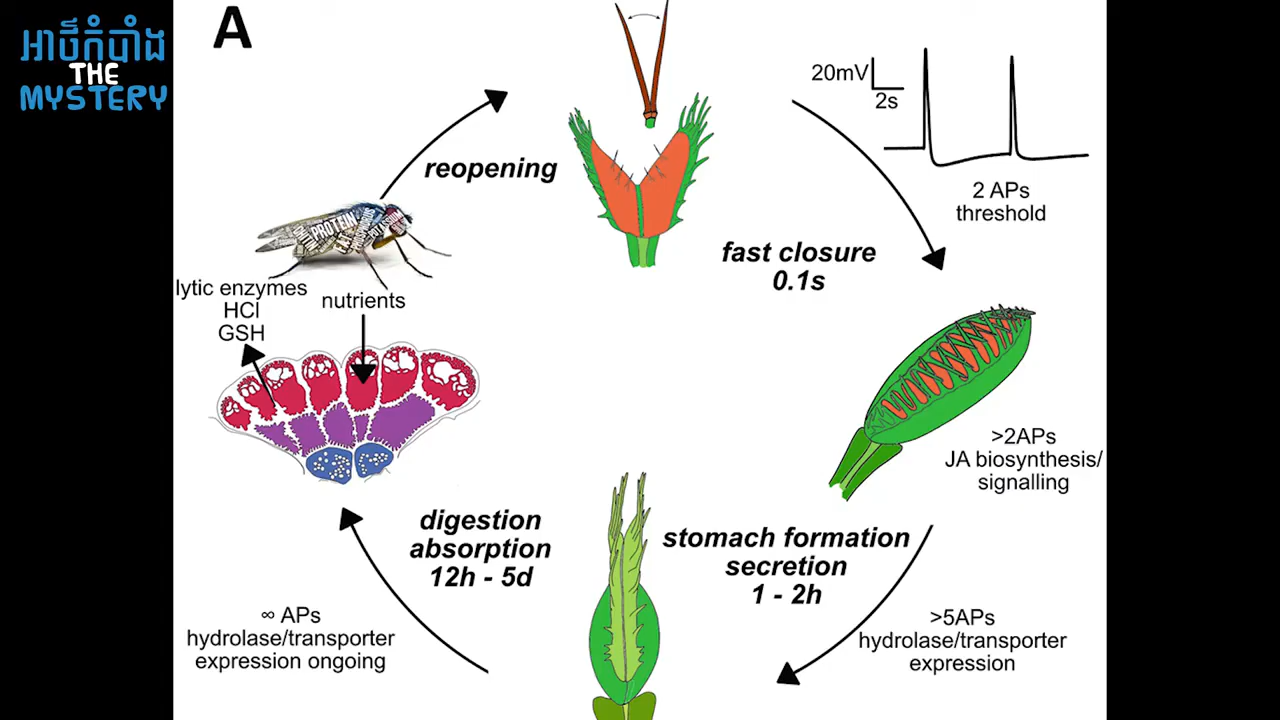 អាថ៌កំបាំង
THE
MYSTERY
A
20mV
2s
2 APs
threshold
reopening
fast closure
0.1s
PROTEIN
lytic enzymes
HCl
GSH
nutrients
>2APs
JA biosynthesis/
signalling
digestion
absorption
12h - 5d
stomach formation
secretion
1 - 2h
∞ APs
hydrolase/transporter
expression ongoing
>5APs
hydrolase/transporter
expression